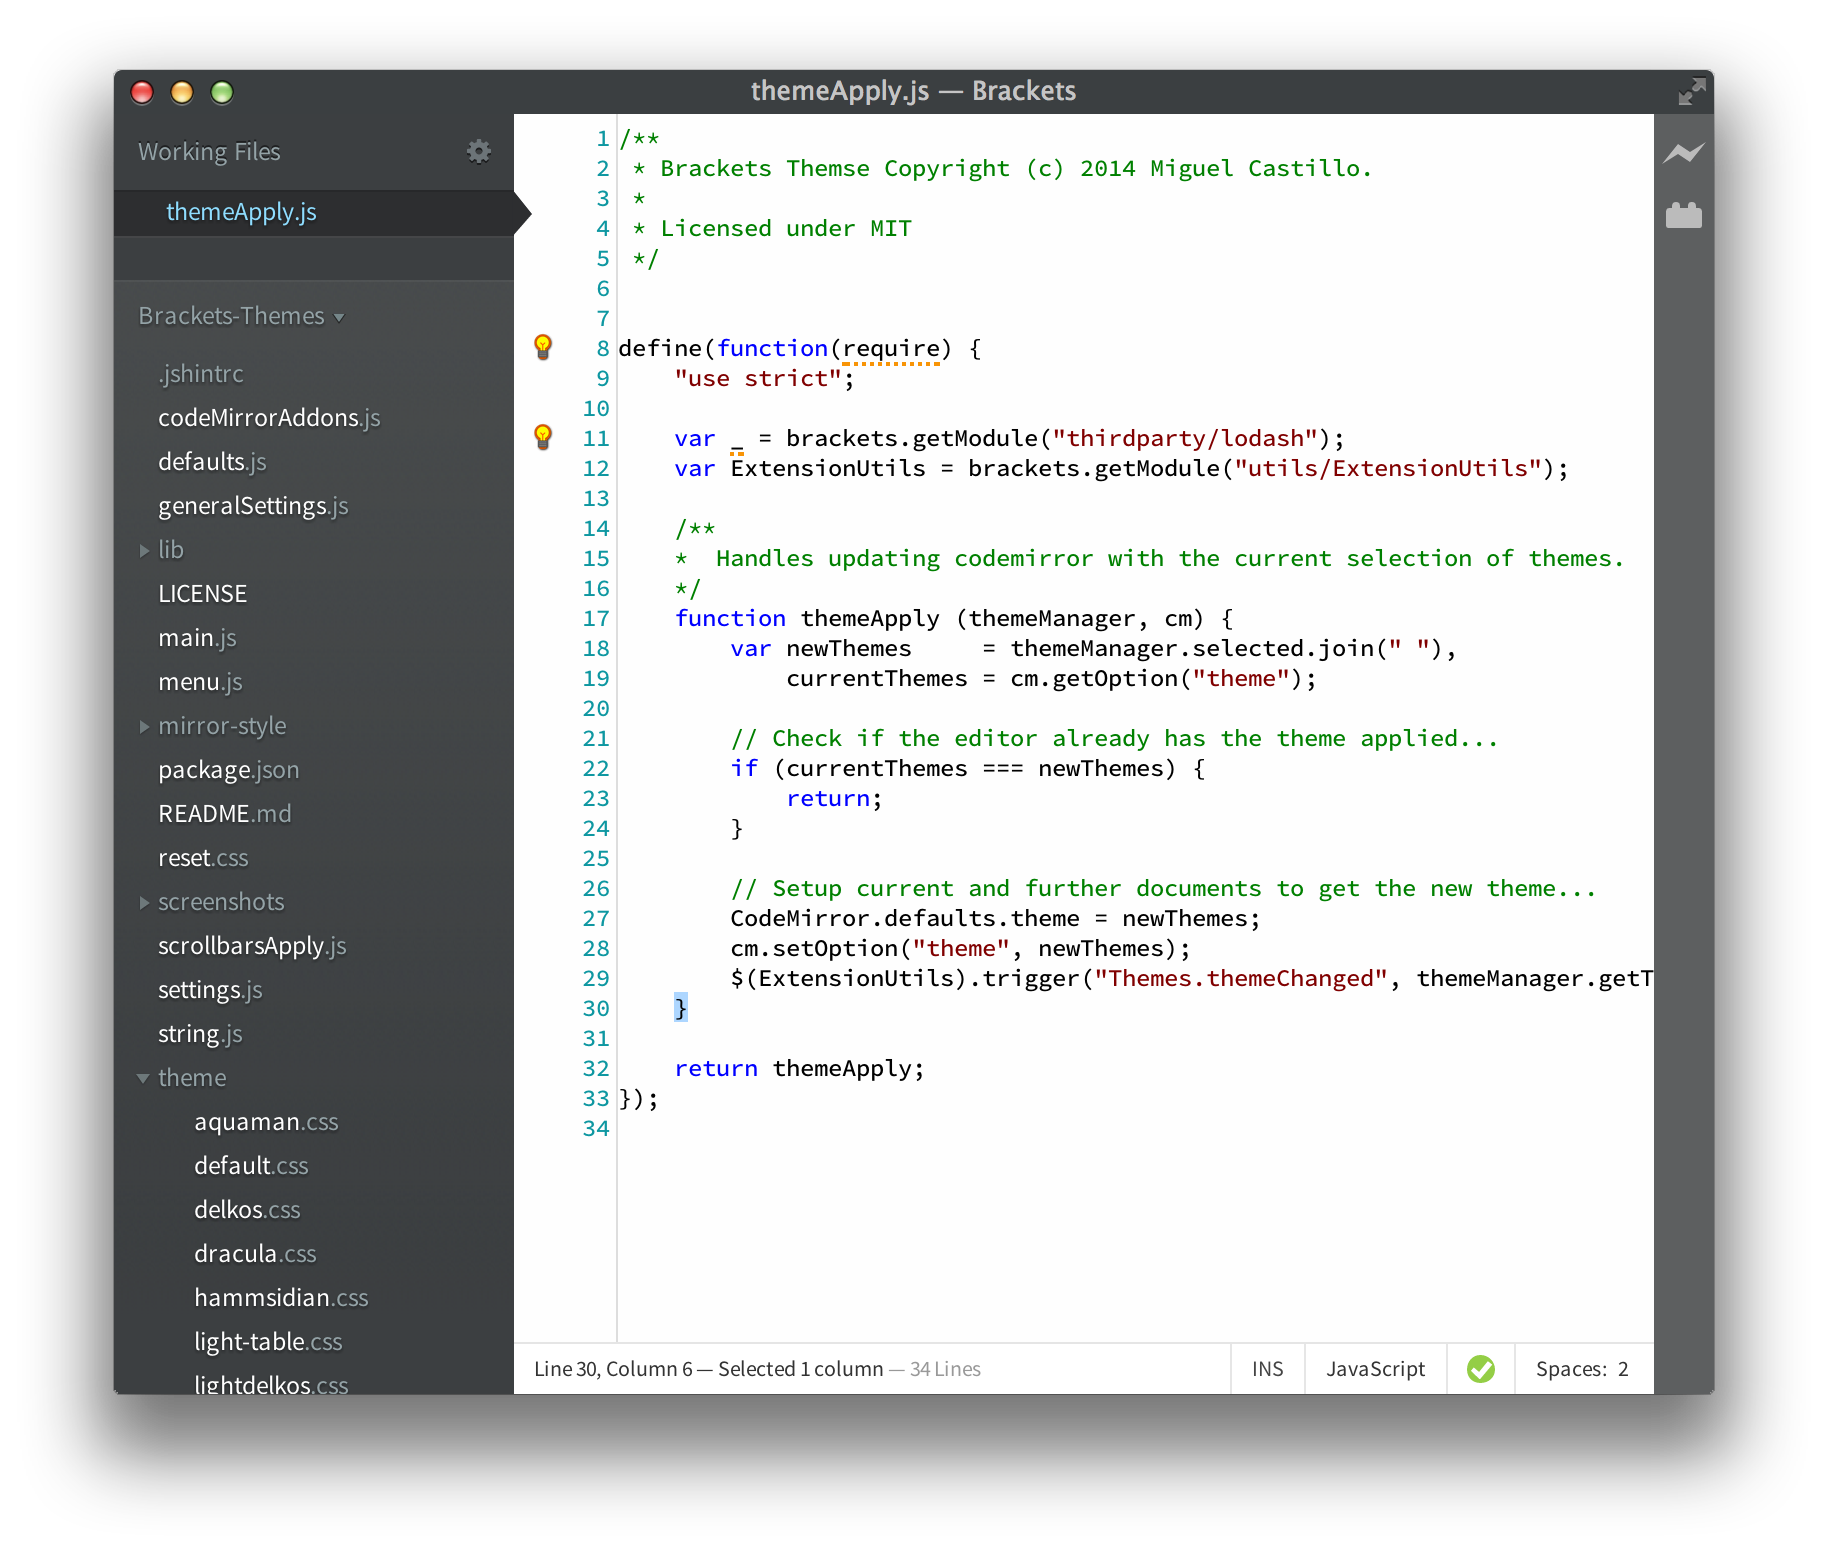 themeApply.js — Brackets
Working Files
themeApply.js
Brackets-Themes
.jshintrc
codeMirrorAddons.js
defaults.js
generalSettings.js
lib
LICENSE
main.js
menu.js
mirror-style
package.json
README.md
reset.css
screenshots
scrollbarsApply.js
settings.js
string.js
theme
aquaman.css
default.css
delkos.css
dracula.css
hammsidian.css
light-table.css
lightdelkos.css
1 /**
2  * Brackets Themse Copyright (c) 2014 Miguel Castillo.
3  *
4  * Licensed under MIT
5  */
6
7
8 define(function(require) {
9     "use strict";
10
11     var _ = brackets.getModule("thirdparty/lodash");
12     var ExtensionUtils = brackets.getModule("utils/ExtensionUtils");
13
14     /**
15     *  Handles updating codemirror with the current selection of themes.
16     */
17     function themeApply (themeManager, cm) {
18         var newThemes     = themeManager.selected.join(" "),
19             currentThemes = cm.getOption("theme");
20
21         // Check if the editor already has the theme applied...
22         if (currentThemes === newThemes) {
23             return;
24         }
25
26         // Setup current and further documents to get the new theme...
27         CodeMirror.defaults.theme = newThemes;
28         cm.setOption("theme", newThemes);
29         $(ExtensionUtils).trigger("Themes.themeChanged", themeManager.getT
30     }
31
32     return themeApply;
33 });
34
Line 30, Column 6 — Selected 1 column — 34 Lines
INS
JavaScript
Spaces: 2